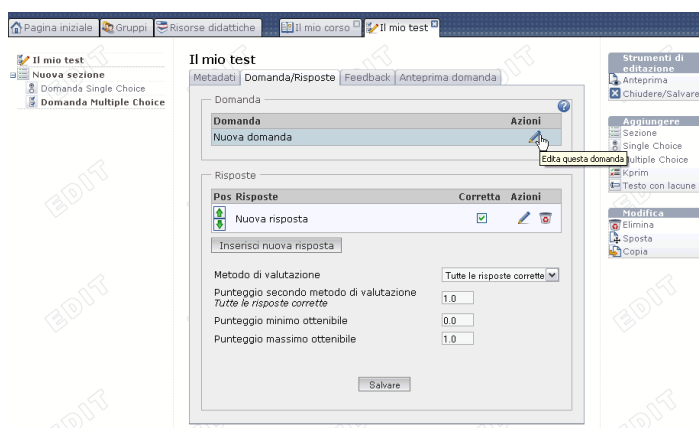 Pagina iniziale Gruppi Risorse didattiche Il mio corso Il mio test
Il mio test
Nuova sezione
Domanda Single Choice
Domanda Multiple Choice
Il mio test
Metadati Domanda/Risposte Feedback Anteprima domanda
Domanda
Domanda Azioni
Nuova domanda
Edita questa domanda
Risposte
Pos Risposte Corretta Azioni
Nuova risposta
Inserisci nuova risposta
Metodo di valutazione Tutte le risposte corrette
Punteggio secondo metodo di valutazione
Tutte le risposte corrette 1.0
Punteggio minimo ottenibile 0.0
Punteggio massimo ottenibile 1.0
Salvare
Strumenti di
editazione
Anteprima
Chiudere/Salvare
Aggiungere
Sezione
Single Choice
Multiple Choice
Kprim
Testo con lacune
Modifica
Elimina
Sposta
Copia
EDIT
EDIT
EDIT
EDIT
EDIT
EDIT